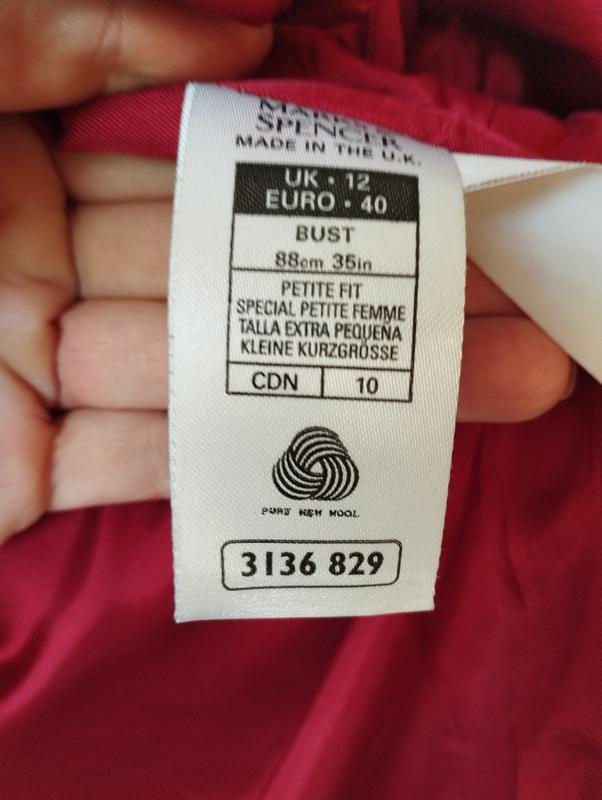 MARKS
SPENCER
MADE IN THE U.K.
UK • 12
EURO • 40
BUST
88cm 35in
PETITE FIT
SPECIAL PETITE FEMME
TALLA EXTRA PEQUEÑA
KLEINE KURZGRÖSSE
CDN 10
PURE NEW WOOL
3136 829